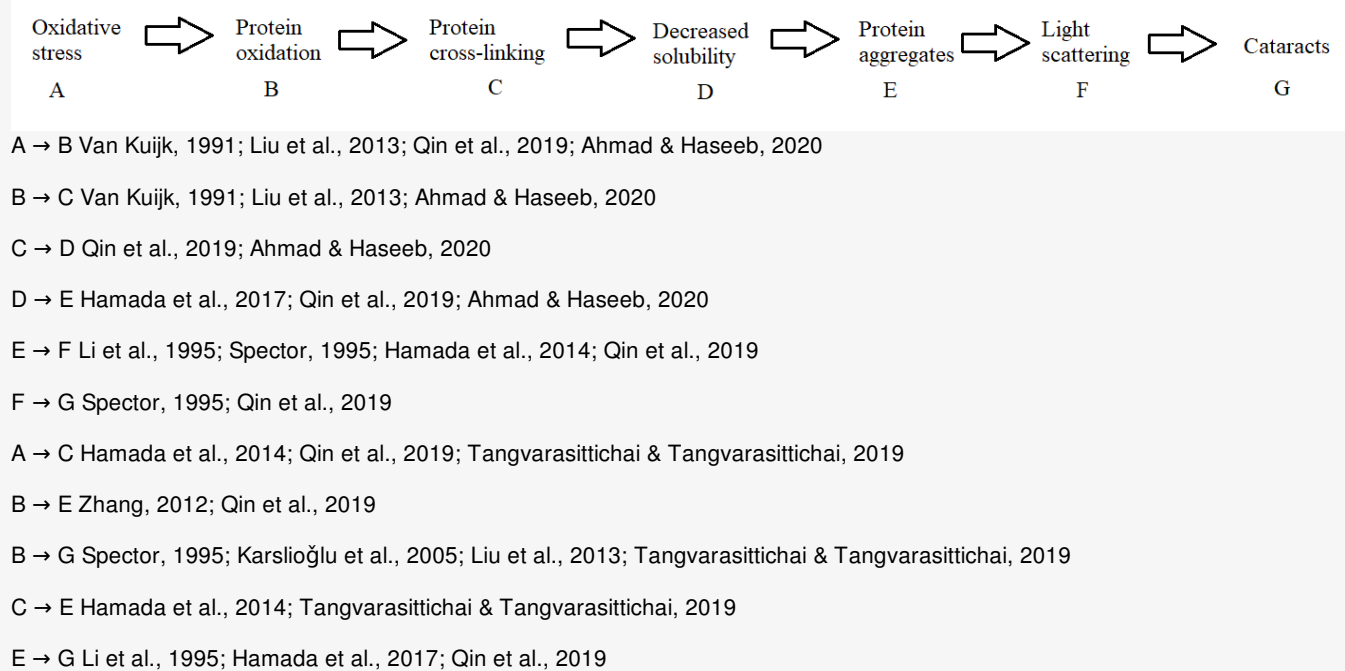 Oxidative stress
Protein oxidation
Protein cross-linking
Decreased solubility
Protein aggregates
Light scattering
Cataracts
A B C D E F G
A → B Van Kuijk, 1991; Liu et al., 2013; Qin et al., 2019; Ahmad & Haseeb, 2020
B → C Van Kuijk, 1991; Liu et al., 2013; Ahmad & Haseeb, 2020
C → D Qin et al., 2019; Ahmad & Haseeb, 2020
D → E Hamada et al., 2017; Qin et al., 2019; Ahmad & Haseeb, 2020
E → F Li et al., 1995; Spector, 1995; Hamada et al., 2014; Qin et al., 2019
F → G Spector, 1995; Qin et al., 2019
A → C Hamada et al., 2014; Qin et al., 2019; Tangvarasittichai & Tangvarasittichai, 2019
B → E Zhang, 2012; Qin et al., 2019
B → G Spector, 1995; Karslioǧlu et al., 2005; Liu et al., 2013; Tangvarasittichai & Tangvarasittichai, 2019
C → E Hamada et al., 2014; Tangvarasittichai & Tangvarasittichai, 2019
E → G Li et al., 1995; Hamada et al., 2017; Qin et al., 2019